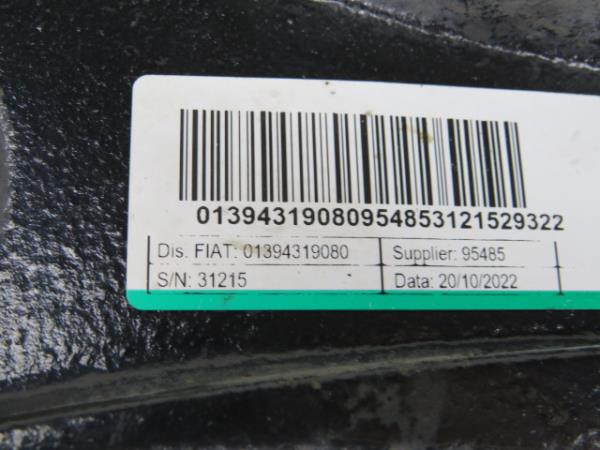 01394319080954853121529322
Dis. FIAT: 01394319080 Supplier: 95485
S/N: 31215 Data: 20/10/2022